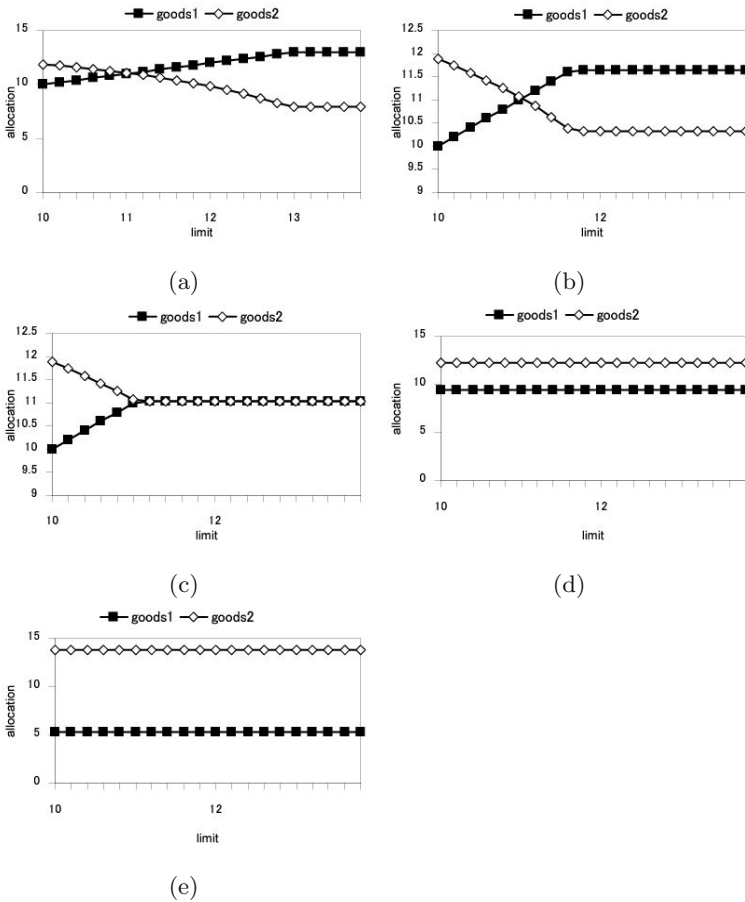 goods1 goods2
15
10
5
0
allocation
10 11 12 13
limit
(a)
goods1 goods2
12.5
12
11.5
11
10.5
10
9.5
9
allocation
10 12
limit
(b)
goods1 goods2
12.5
12
11.5
11
10.5
10
9.5
9
allocation
10 12
limit
(c)
goods1 goods2
15
10
5
0
allocation
10 12
limit
(d)
goods1 goods2
15
10
5
0
allocation
10 12
limit
(e)